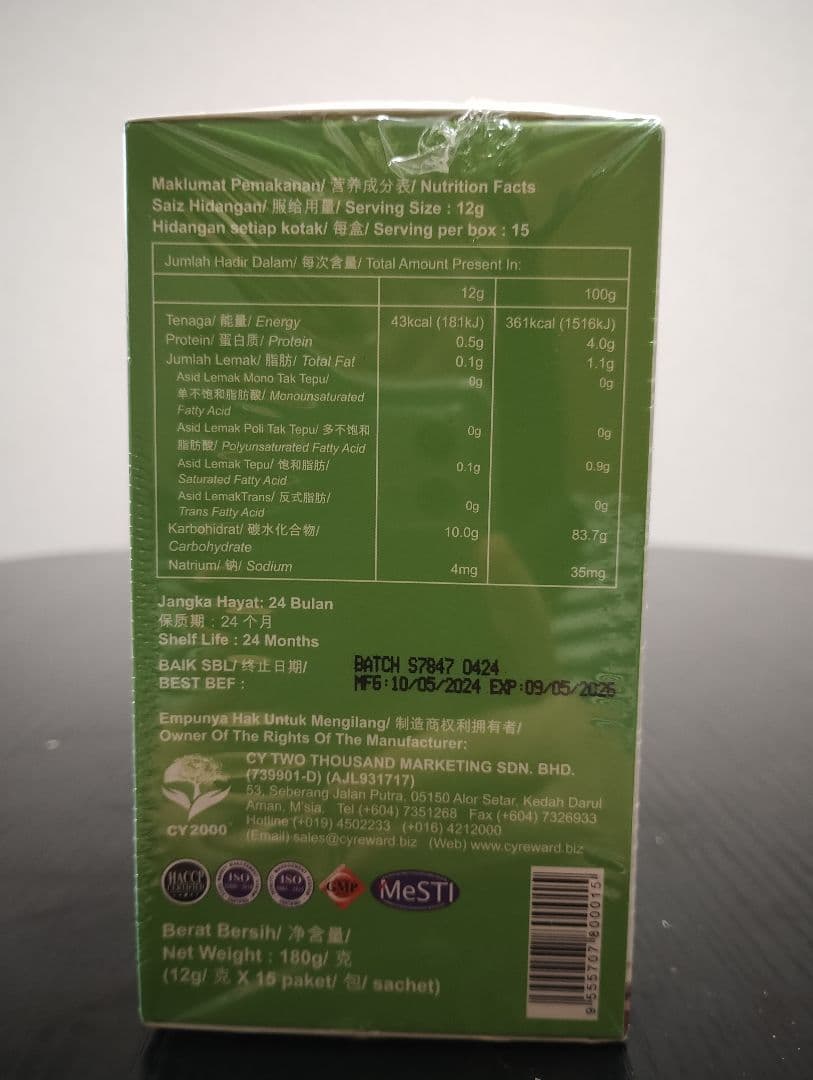 Maklumat Pemakanan/ 营养成分表/ Nutrition Facts
Saiz Hidangan/ 服给用量/ Serving Size : 12g
Hidangan setiap kotak/ 每盒/ Serving per box : 15
Jumlah Hadir Dalam/ 每次含量/ Total Amount Present In:
12g 100g
Tenaga/ 能量/ Energy 43kcal (181kJ) 361kcal (1516kJ)
Protein/ 蛋白质/ Protein 0.5g 4.0g
Jumlah Lemak/ 脂肪/ Total Fat 0.1g 1.1g
Asid Lemak Mono Tak Tepu/ 0g 0g
单不饱和脂肪酸/ Monounsaturated
Fatty Acid
Asid Lemak Poli Tak Tepu/ 多不饱和 0g 0g
脂肪酸/ Polyunsaturated Fatty Acid
Asid Lemak Tepu/ 饱和脂肪/ 0.1g 0.9g
Saturated Fatty Acid
Asid LemakTrans/ 反式脂肪/ 0g 0g
Trans Fatty Acid
Karbohidrat/ 碳水化合物/ 10.0g 83.7g
Carbohydrate
Natrium/ 钠/ Sodium 4mg 35mg
Jangka Hayat: 24 Bulan
保质期 : 24 个月
Shelf Life : 24 Months
BAIK SBL/ 终止日期/
BEST BEF :
BATCH S7847 0424
MFG:10/05/2024 EXP:09/05/2026
Empunya Hak Untuk Mengilang/ 制造商权利拥有者/
Owner Of The Rights Of The Manufacturer:
CY TWO THOUSAND MARKETING SDN. BHD.
(739901-D) (AJL931717)
53, Seberang Jalan Putra, 05150 Alor Setar, Kedah Darul
Aman, M'sia. Tel (+604) 7351268 Fax (+604) 7326933
Hotline (+019) 4502233 (+016) 4212000
(Email) sales@cyreward.biz (Web) www.cyreward.biz
CY2000
HACCP
CERTIFIED
ISO
ISO
GMP
MeSTI
Berat Bersih/ 净含量/
Net Weight : 180g/ 克
(12g/ 克 X 15 paket/ 包/ sachet)
9 555707 800015